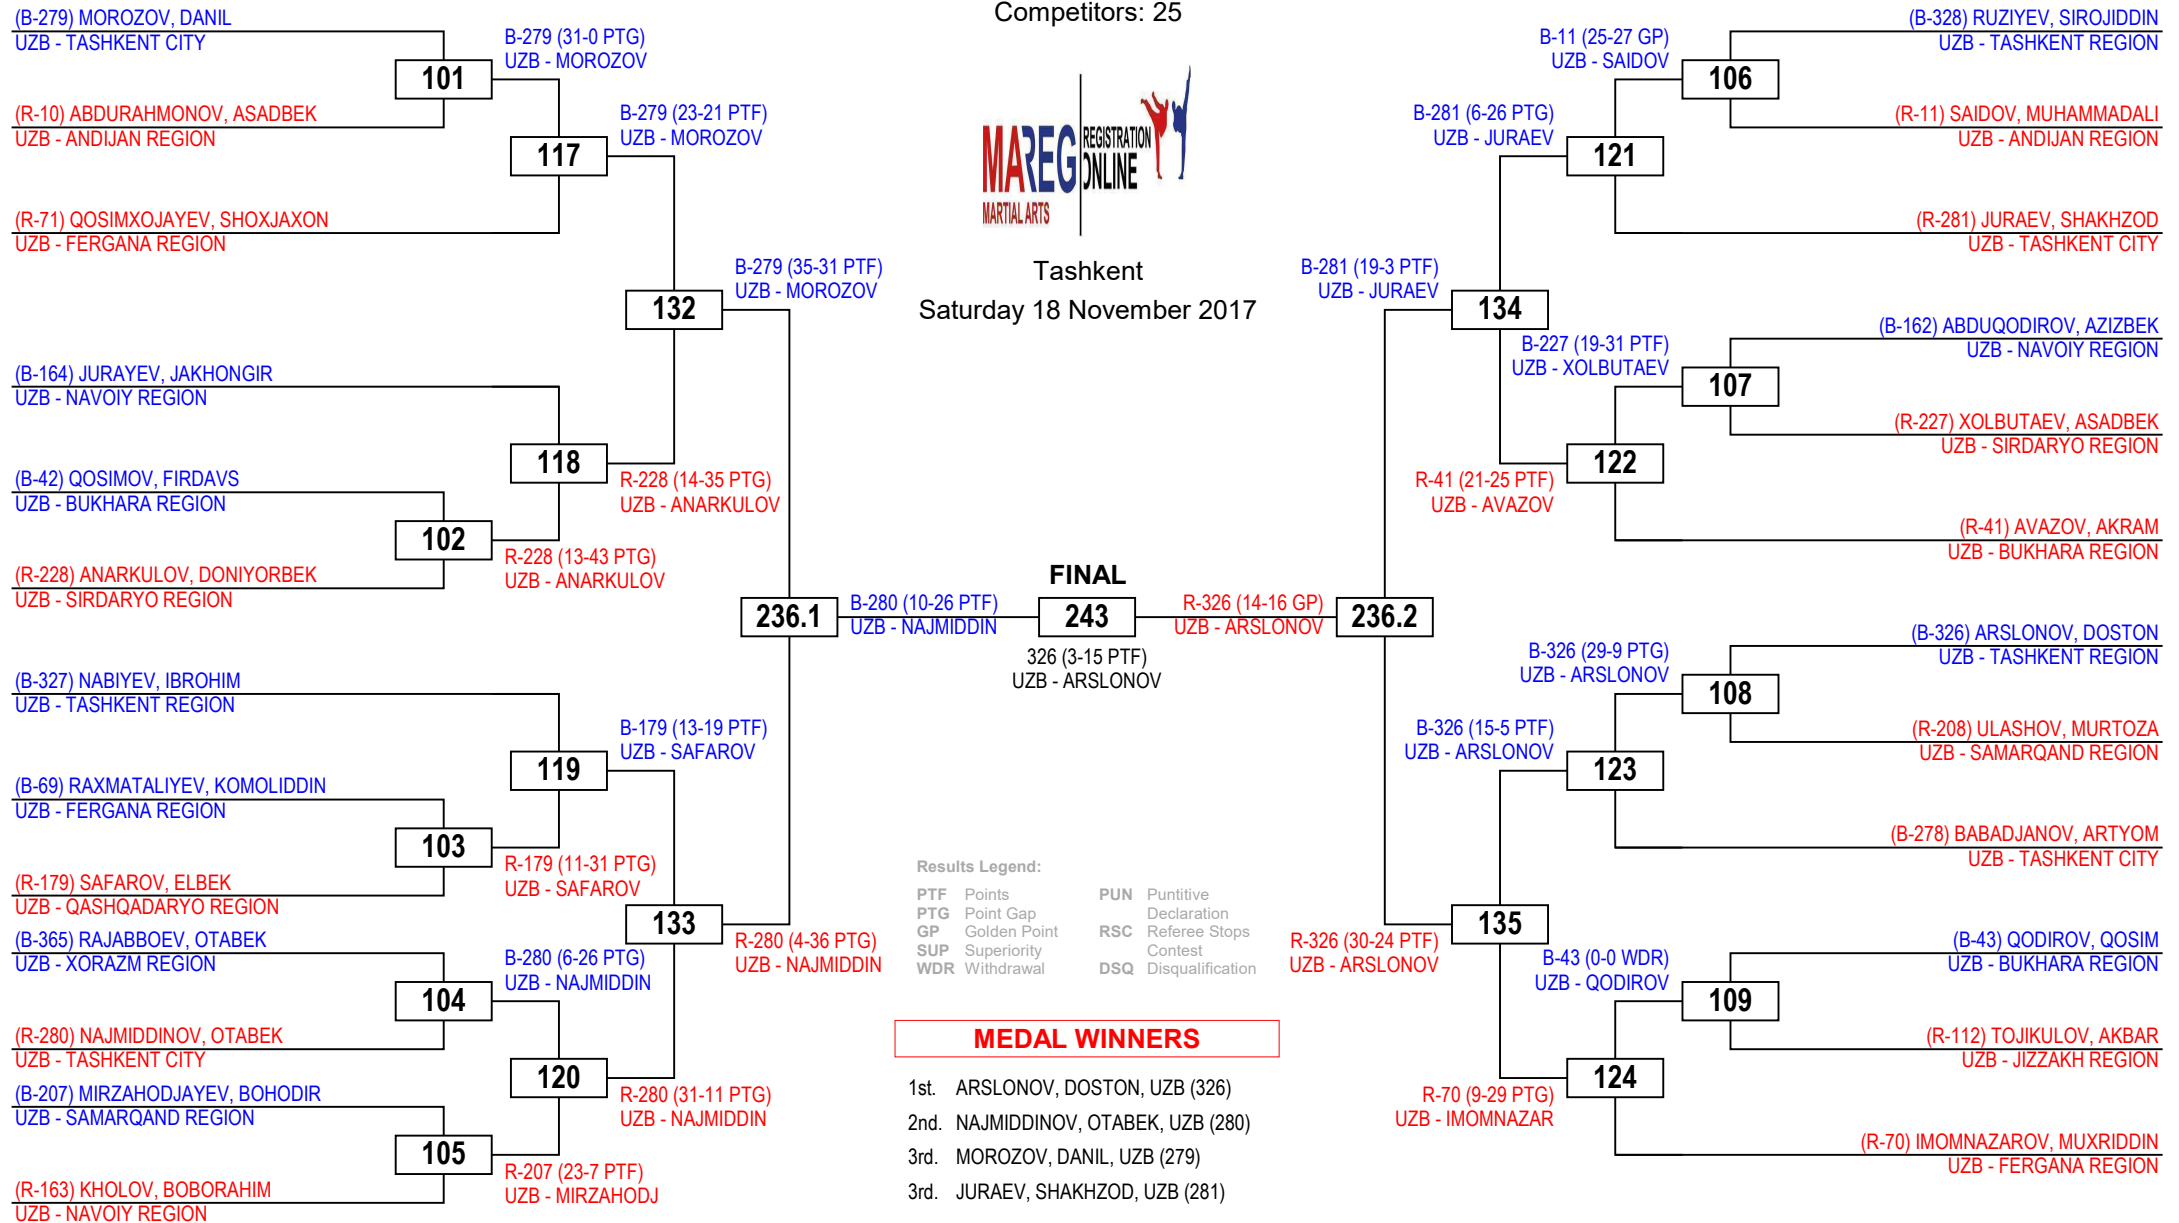 (B-279) MOROZOV, DANIL
UZB - TASHKENT CITY
101
(R-10) ABDURAHMONOV, ASADBEK
UZB - ANDIJAN REGION
B-279 (31-0 PTG)
UZB - MOROZOV
117
(R-71) QOSIMXOJAYEV, SHOXJAXON
UZB - FERGANA REGION
B-279 (23-21 PTF)
UZB - MOROZOV
132
B-279 (35-31 PTF)
UZB - MOROZOV
(B-164) JURAYEV, JAKHONGIR
UZB - NAVOIY REGION
118
(B-42) QOSIMOV, FIRDAVS
UZB - BUKHARA REGION
102
(R-228) ANARKULOV, DONIYORBEK
UZB - SIRDARYO REGION
R-228 (13-43 PTG)
UZB - ANARKULOV
R-228 (14-35 PTG)
UZB - ANARKULOV
236.1
B-280 (10-26 PTF)
UZB - NAJMIDDIN
(B-327) NABIYEV, IBROHIM
UZB - TASHKENT REGION
119
B-179 (13-19 PTF)
UZB - SAFAROV
(B-69) RAXMATALIYEV, KOMOLIDDIN
UZB - FERGANA REGION
103
(R-179) SAFAROV, ELBEK
UZB - QASHQADARYO REGION
R-179 (11-31 PTG)
UZB - SAFAROV
133
R-280 (4-36 PTG)
UZB - NAJMIDDIN
(B-365) RAJABBOEV, OTABEK
UZB - XORAZM REGION
104
(R-280) NAJMIDDINOV, OTABEK
UZB - TASHKENT CITY
B-280 (6-26 PTG)
UZB - NAJMIDDIN
120
R-280 (31-11 PTG)
UZB - NAJMIDDIN
(B-207) MIRZAHODJAYEV, BOHODIR
UZB - SAMARQAND REGION
105
(R-163) KHOLOV, BOBORAHIM
UZB - NAVOIY REGION
R-207 (23-7 PTF)
UZB - MIRZAHODJ
Competitors: 25
MAREG REGISTRATION ONLINE
MARTIAL ARTS
Tashkent
Saturday 18 November 2017
FINAL
243
326 (3-15 PTF)
UZB - ARSLONOV
Results Legend:
PTF Points
PTG Point Gap
GP Golden Point
SUP Superiority
WDR Withdrawal
PUN Puntitive
Declaration
RSC Referee Stops
Contest
DSQ Disqualification
MEDAL WINNERS
1st. ARSLONOV, DOSTON, UZB (326)
2nd. NAJMIDDINOV, OTABEK, UZB (280)
3rd. MOROZOV, DANIL, UZB (279)
3rd. JURAEV, SHAKHZOD, UZB (281)
(B-328) RUZIYEV, SIROJIDDIN
UZB - TASHKENT REGION
B-11 (25-27 GP)
UZB - SAIDOV
106
(R-11) SAIDOV, MUHAMMADALI
UZB - ANDIJAN REGION
B-281 (6-26 PTG)
UZB - JURAEV
121
(R-281) JURAEV, SHAKHZOD
UZB - TASHKENT CITY
B-281 (19-3 PTF)
UZB - JURAEV
134
(B-162) ABDUQODIROV, AZIZBEK
UZB - NAVOIY REGION
B-227 (19-31 PTF)
UZB - XOLBUTAEV
107
(R-227) XOLBUTAEV, ASADBEK
UZB - SIRDARYO REGION
122
R-41 (21-25 PTF)
UZB - AVAZOV
(R-41) AVAZOV, AKRAM
UZB - BUKHARA REGION
R-326 (14-16 GP)
UZB - ARSLONOV
236.2
(B-326) ARSLONOV, DOSTON
UZB - TASHKENT REGION
B-326 (29-9 PTG)
UZB - ARSLONOV
108
(R-208) ULASHOV, MURTOZA
UZB - SAMARQAND REGION
B-326 (15-5 PTF)
UZB - ARSLONOV
123
(B-278) BABADJANOV, ARTYOM
UZB - TASHKENT CITY
135
R-326 (30-24 PTF)
UZB - ARSLONOV
(B-43) QODIROV, QOSIM
UZB - BUKHARA REGION
B-43 (0-0 WDR)
UZB - QODIROV
109
(R-112) TOJIKULOV, AKBAR
UZB - JIZZAKH REGION
124
R-70 (9-29 PTG)
UZB - IMOMNAZAR
(R-70) IMOMNAZAROV, MUXRIDDIN
UZB - FERGANA REGION